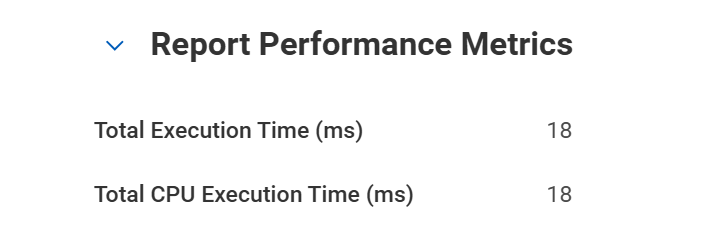 Report Performance Metrics
Total Execution Time (ms) 18
Total CPU Execution Time (ms) 18